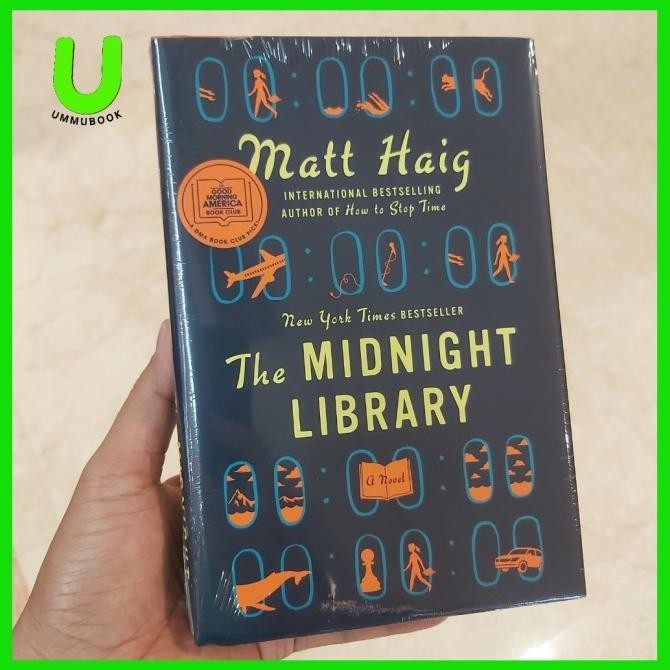 U
UMMUBOOK
Matt Haig
GOOD
MORNING
AMERICA
BOOK CLUB
A GMA BOOK CLUB PICK
INTERNATIONAL BESTSELLING
AUTHOR OF How to Stop Time
New York Times BESTSELLER
The MIDNIGHT
LIBRARY
A Novel